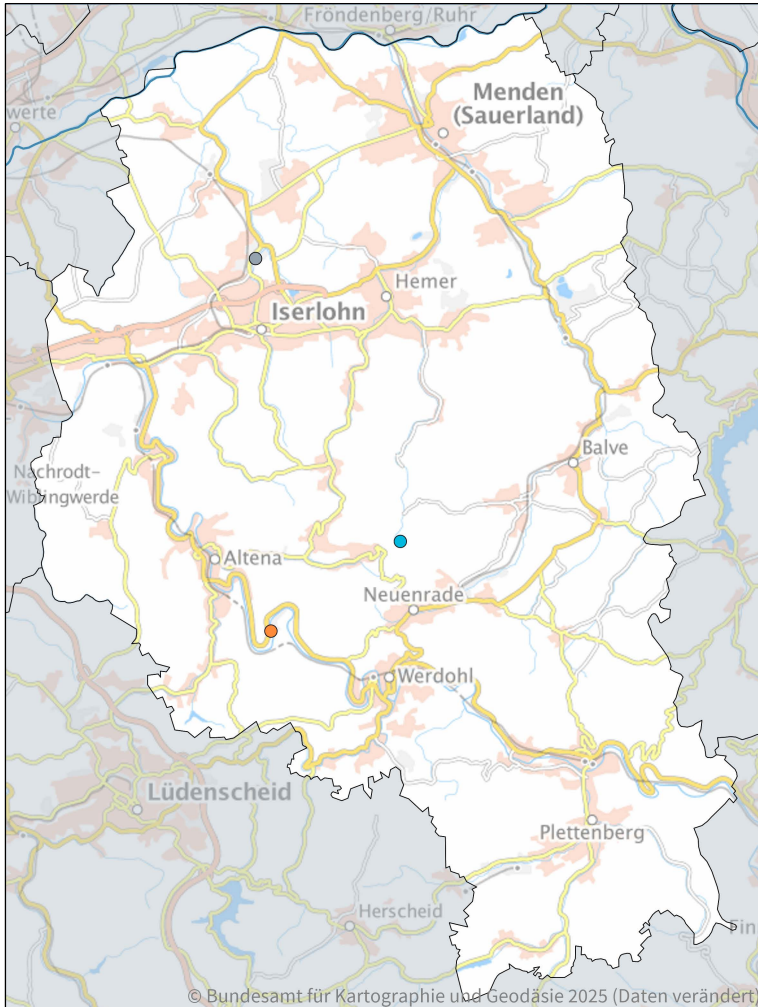 Fröndenberg/Ruhr
Menden
(Sauerland)
werte
Hemer
Iserlohn
Balve
Nachrodt-
Wiblingwerde
Altena
Neuenrade
Werdohl
Lüdenscheid
Plettenberg
Herscheid
Fin
© Bundesamt für Kartographie und Geodäsie 2025 (Daten verändert)